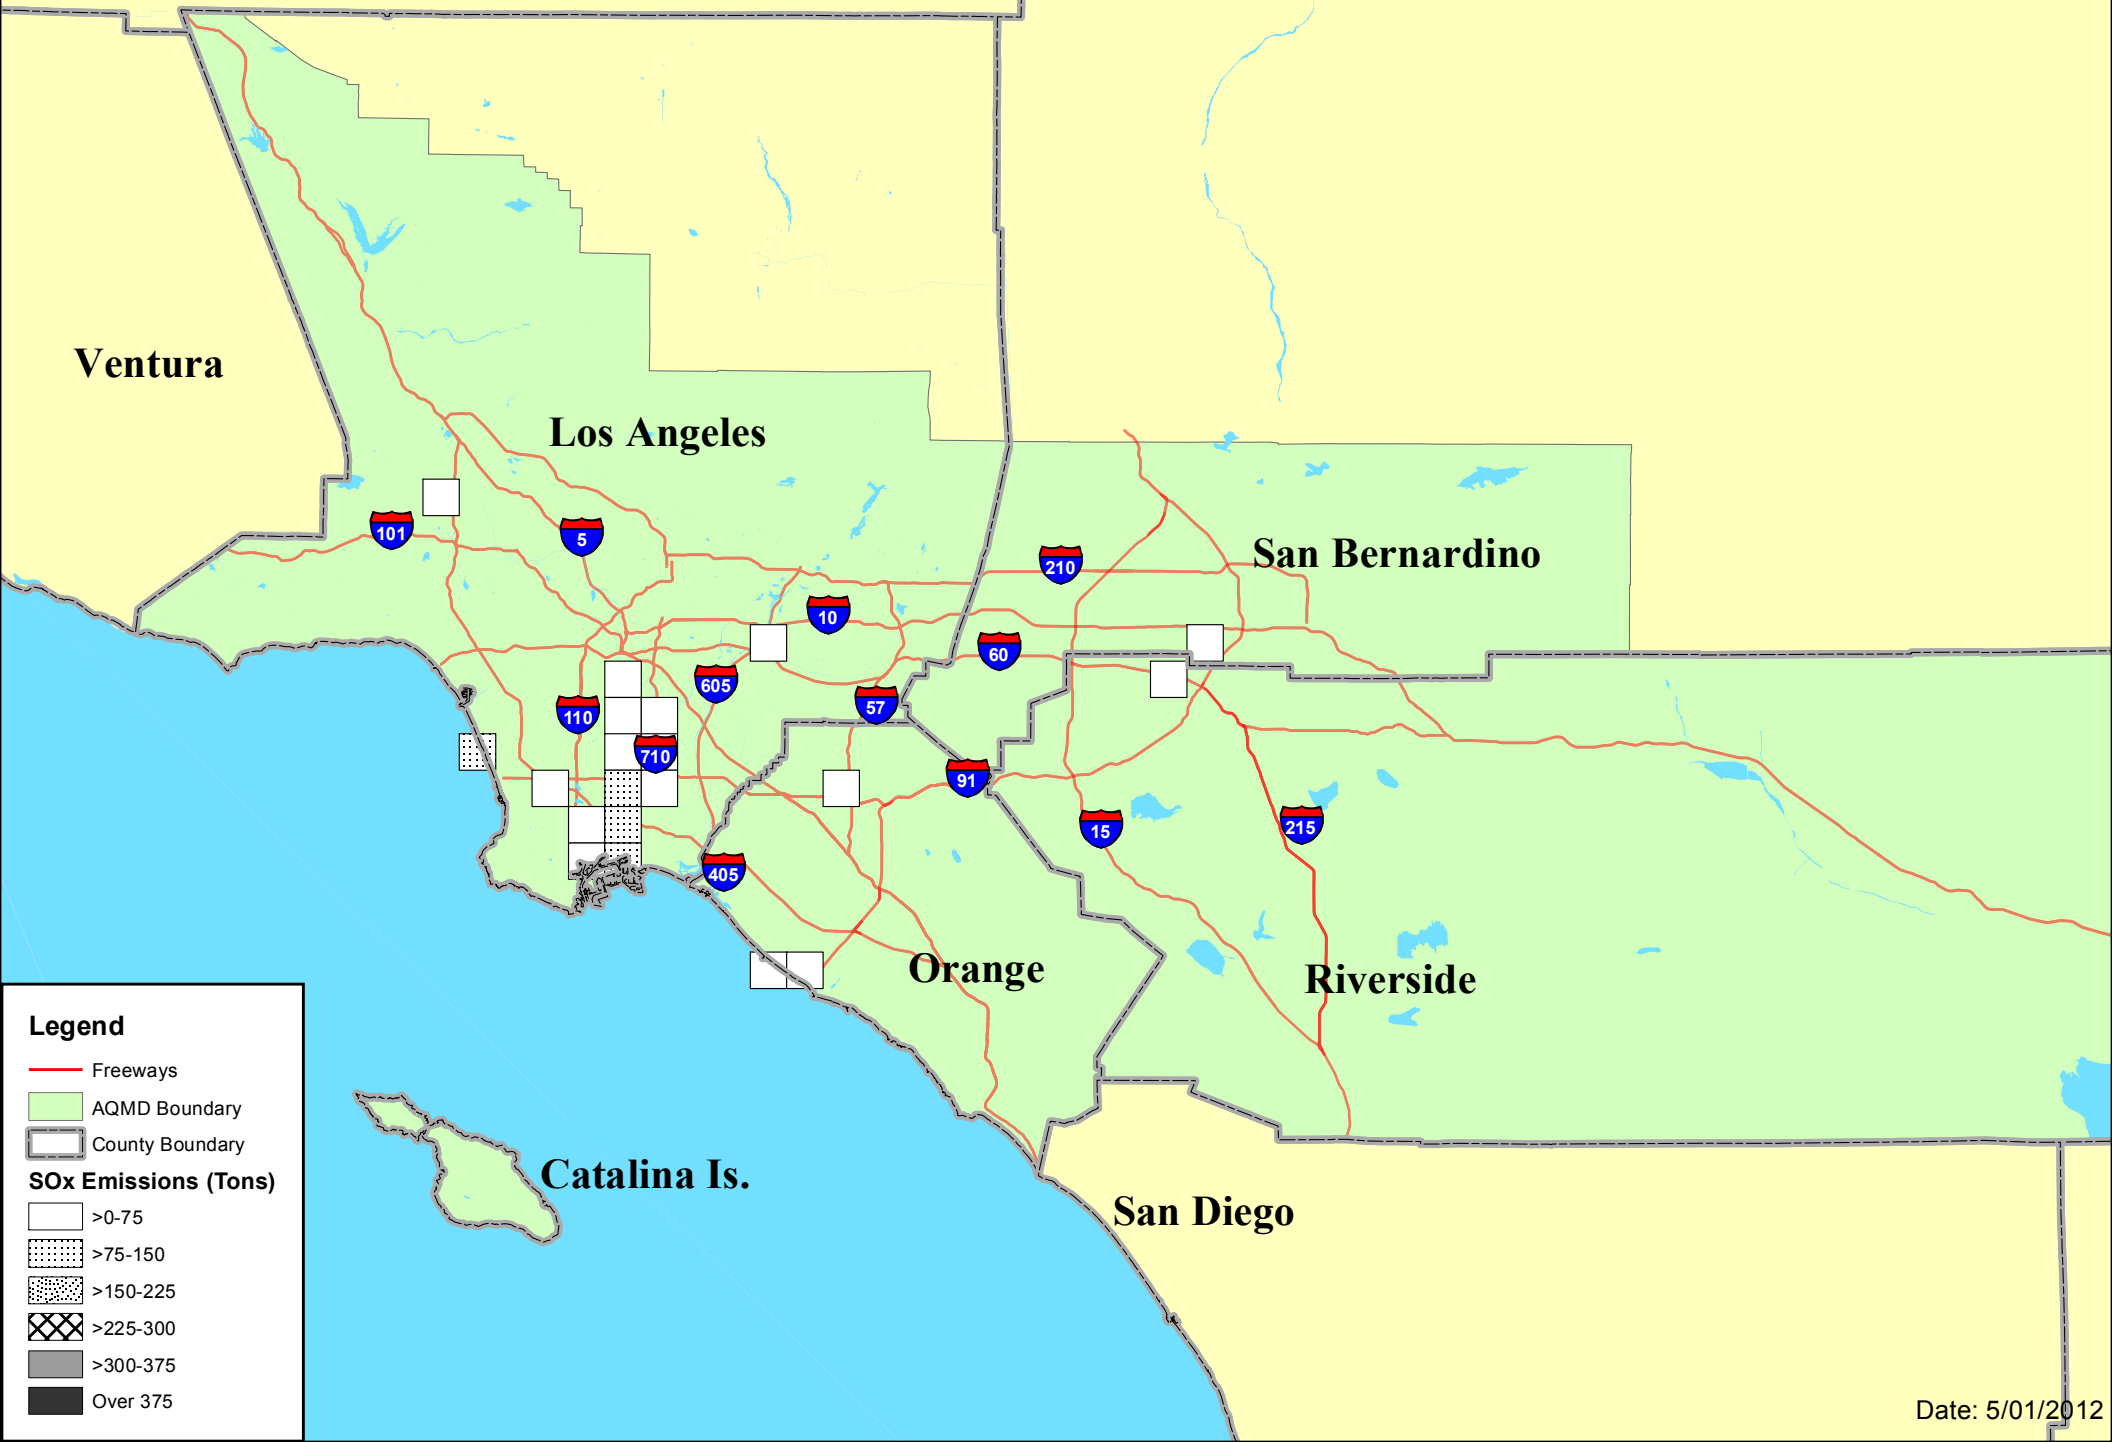 Ventura
Los Angeles
101
5
San Bernardino
210
10
60
605
57
110
710
91
15
215
405
Orange
Riverside
Catalina Is.
San Diego
Legend
Freeways
AQMD Boundary
County Boundary
SOx Emissions (Tons)
>0-75
>75-150
>150-225
>225-300
>300-375
Over 375
Date: 5/01/2012